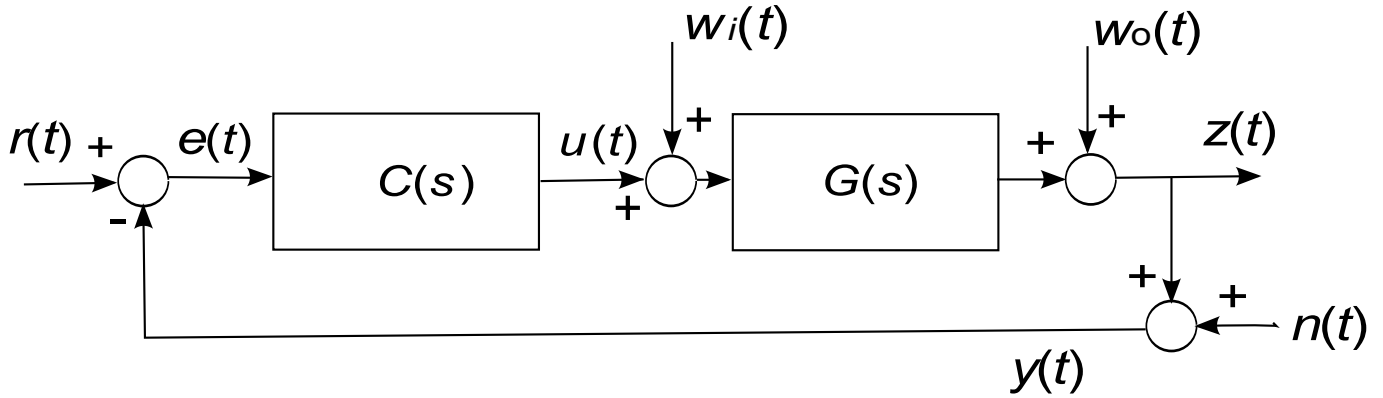 wi(t)
wo(t)
r(t) + e(t) C(s) u(t) + + G(s) + + z(t)
-
+ + n(t)
y(t)